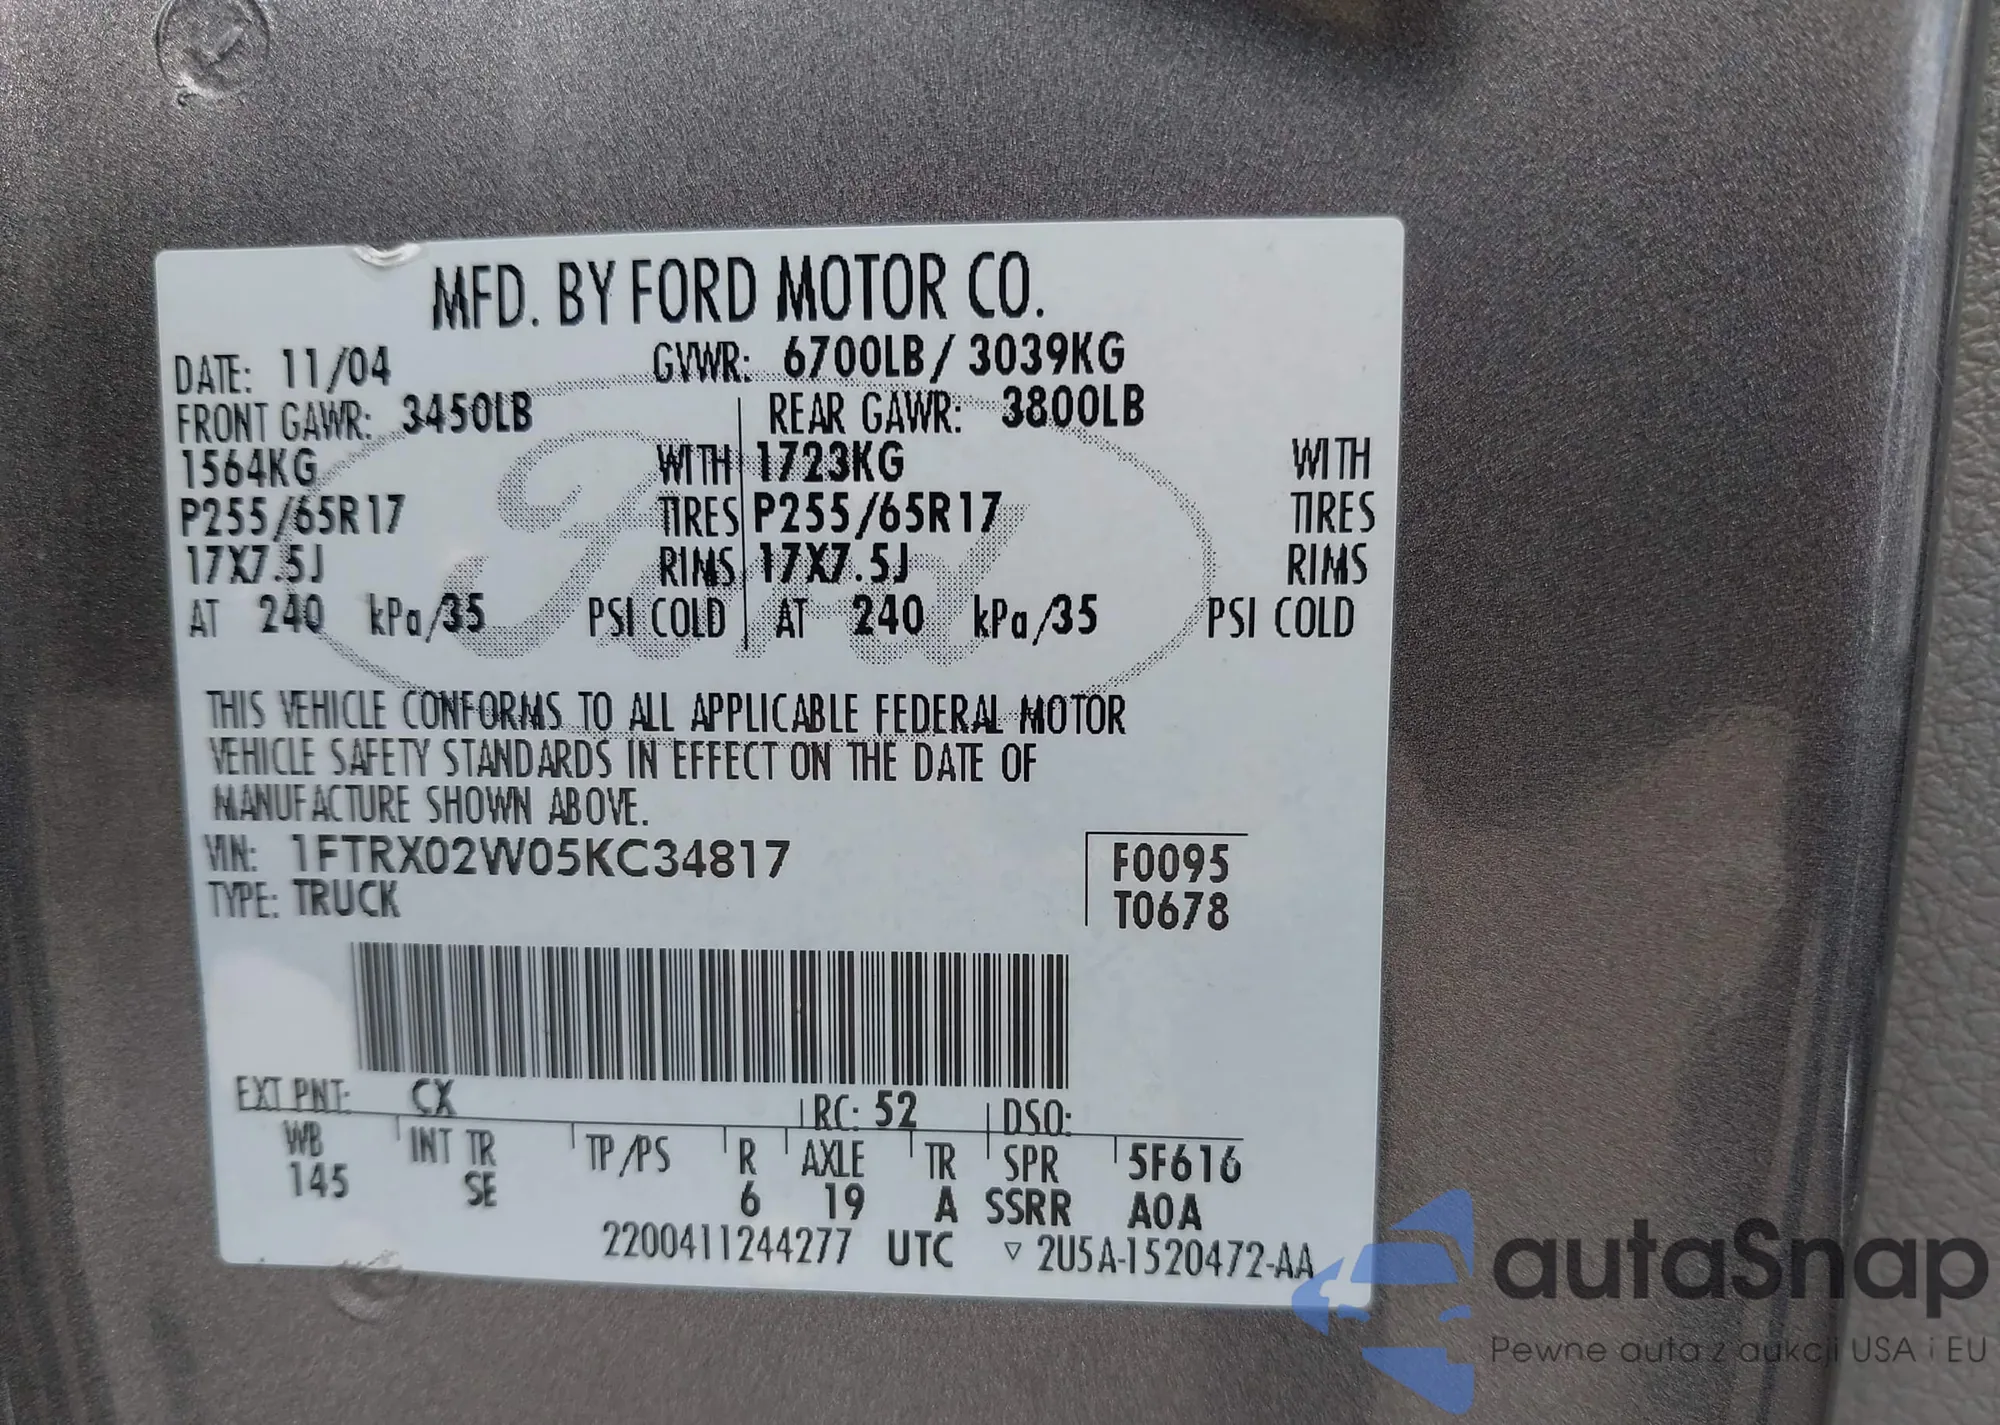 MFD. BY FORD MOTOR CO.
DATE: 11/04 GVWR: 6700LB / 3039KG
FRONT GAWR: 3450LB REAR GAWR: 3800LB
1564KG WITH 1723KG WITH
P255/65R17 TIRES P255/65R17 TIRES
17X7.5J RIMS 17X7.5J RIMS
AT 240 kPa/35 PSI COLD AT 240 kPa/35 PSI COLD
Ford
THIS VEHICLE CONFORMS TO ALL APPLICABLE FEDERAL MOTOR
VEHICLE SAFETY STANDARDS IN EFFECT ON THE DATE OF
MANUFACTURE SHOWN ABOVE.
VIN: 1FTRX02W05KC34817 F0095
TYPE: TRUCK T0678
EXT PNT: CX RC: 52 DSO:
WB INT TR TP/PS R AXLE TR SPR 5F616
145 SE 6 19 A SSRR A0A
2200411244277 UTC ▽ 2U5A-1520472-AA
autaSnap
Pewne auta z aukcji USA i EU